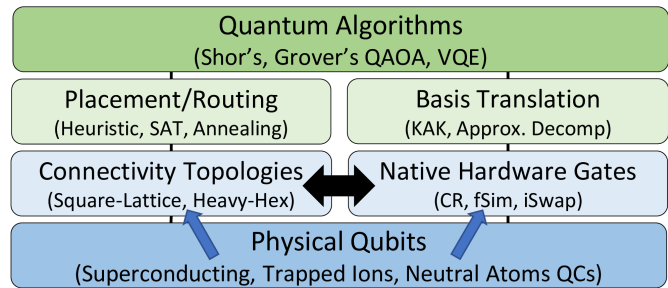 Quantum Algorithms
(Shor's, Grover's QAOA, VQE)
Placement/Routing
(Heuristic, SAT, Annealing)
Basis Translation
(KAK, Approx. Decomp)
Connectivity Topologies
(Square-Lattice, Heavy-Hex)
Native Hardware Gates
(CR, fSim, iSwap)
Physical Qubits
(Superconducting, Trapped Ions, Neutral Atoms QCs)